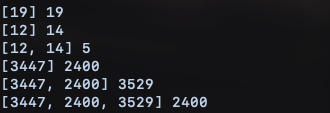 [19] 19
[12] 14
[12, 14] 5
[3447] 2400
[3447, 2400] 3529
[3447, 2400, 3529] 2400